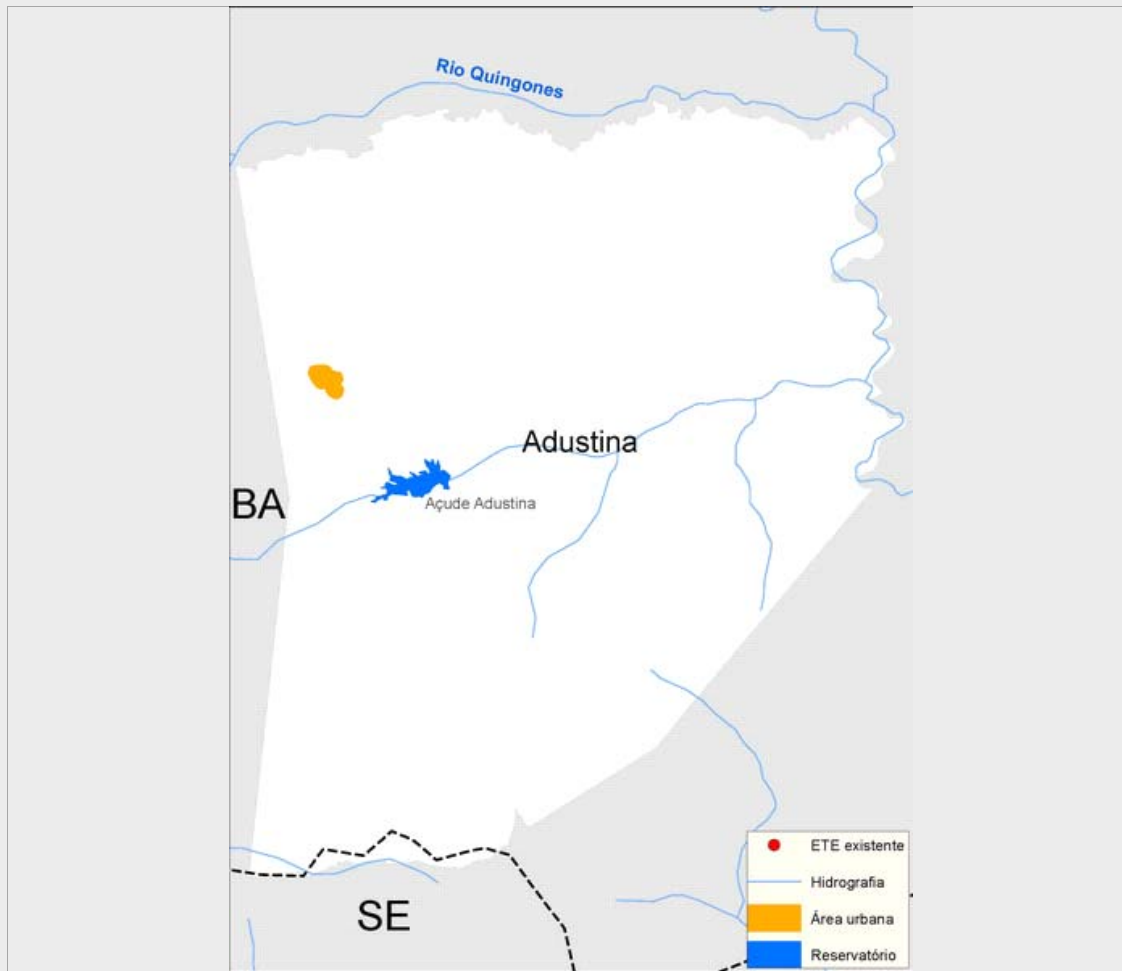 Rio Quingones
Adustina
Açude Adustina
BA
SE
ETE existente
Hidrografia
Área urbana
Reservatório